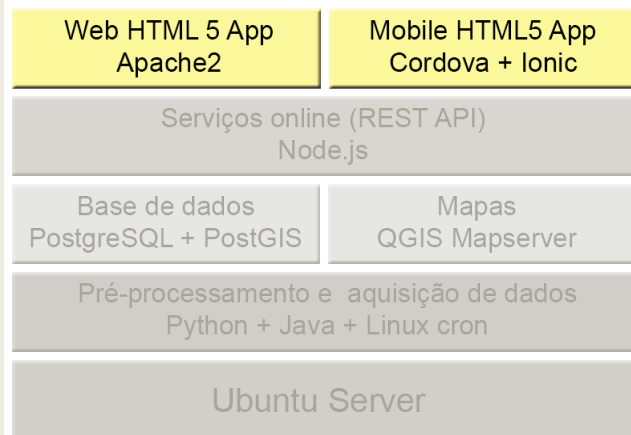 Web HTML 5 App
Apache2
Mobile HTML5 App
Cordova + Ionic
Serviços online (REST API)
Node.js
Base de dados
PostgreSQL + PostGIS
Mapas
QGIS Mapserver
Pré-processamento e aquisição de dados
Python + Java + Linux cron
Ubuntu Server